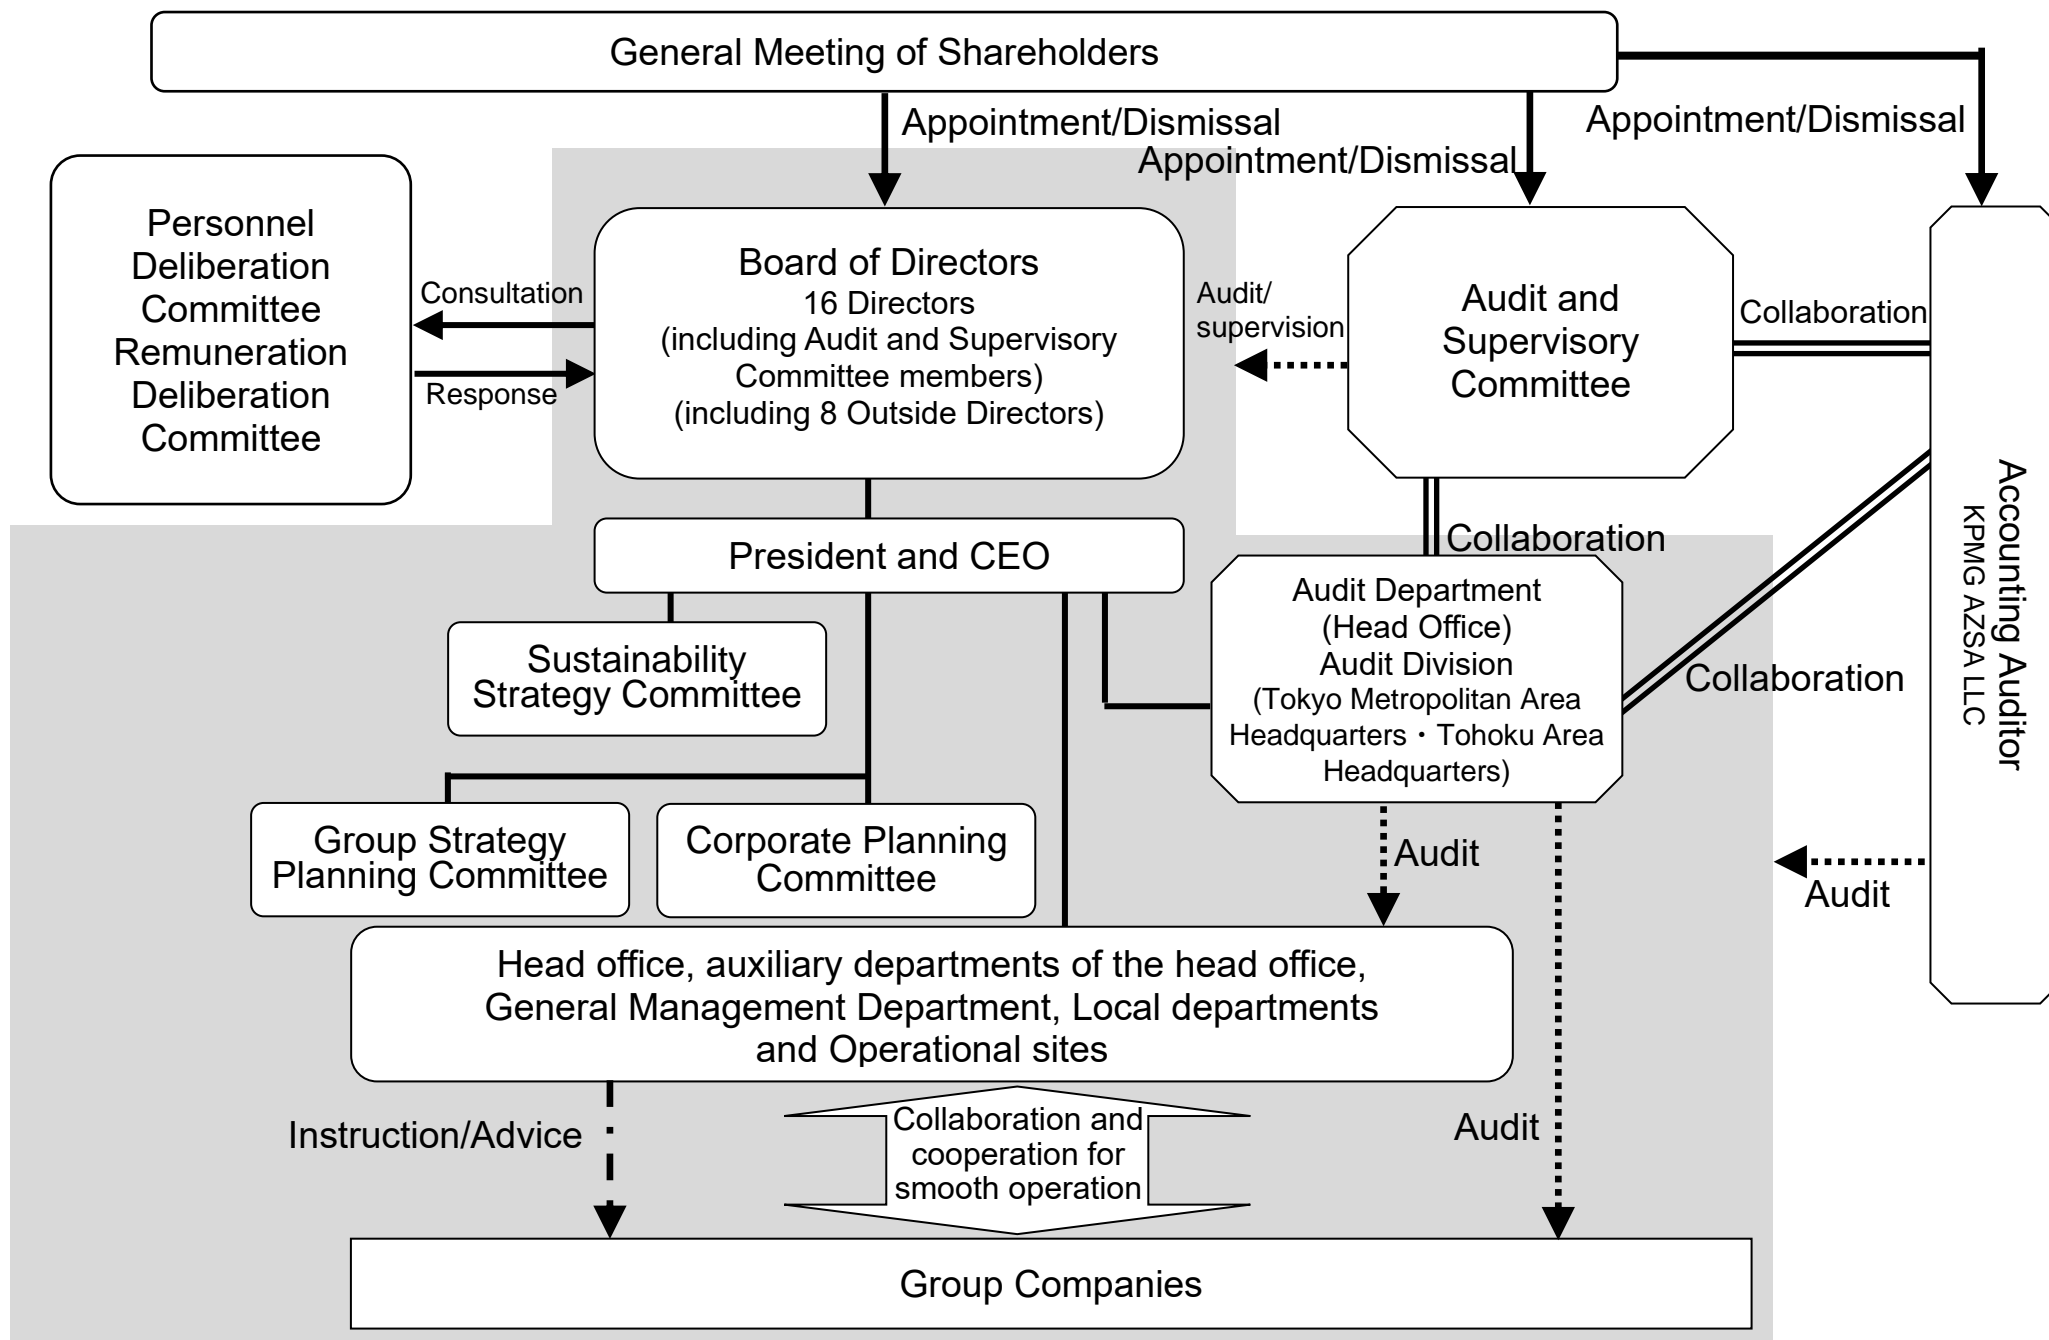 General Meeting of Shareholders
Appointment/Dismissal
Appointment/Dismissal
Appointment/Dismissal
Personnel
Deliberation
Committee
Remuneration
Deliberation
Committee
Consultation
Response
Board of Directors
16 Directors
(including Audit and Supervisory
Committee members)
(including 8 Outside Directors)
Audit/
supervision
Audit and
Supervisory
Committee
Collaboration
Accounting Auditor
KPMG AZSA LLC
President and CEO
Collaboration
Audit Department
(Head Office)
Audit Division
(Tokyo Metropolitan Area
Headquarters・Tohoku Area
Headquarters)
Collaboration
Sustainability
Strategy Committee
Group Strategy
Planning Committee
Corporate Planning
Committee
Audit
Audit
Head office, auxiliary departments of the head office,
General Management Department, Local departments
and Operational sites
Instruction/Advice
Collaboration and
cooperation for
smooth operation
Audit
Group Companies